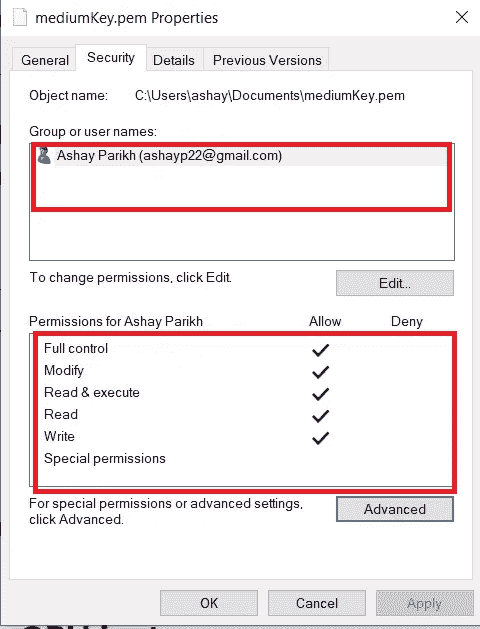 mediumKey.pem Properties
General Security Details Previous Versions
Object name: C:\Users\ashay\Documents\mediumKey.pem
Group or user names:
Ashay Parikh (ashayp22@gmail.com)
To change permissions, click Edit.
Edit...
Permissions for Ashay Parikh Allow Deny
Full control
Modify
Read & execute
Read
Write
Special permissions
For special permissions or advanced settings,
click Advanced.
Advanced
OK Cancel Apply